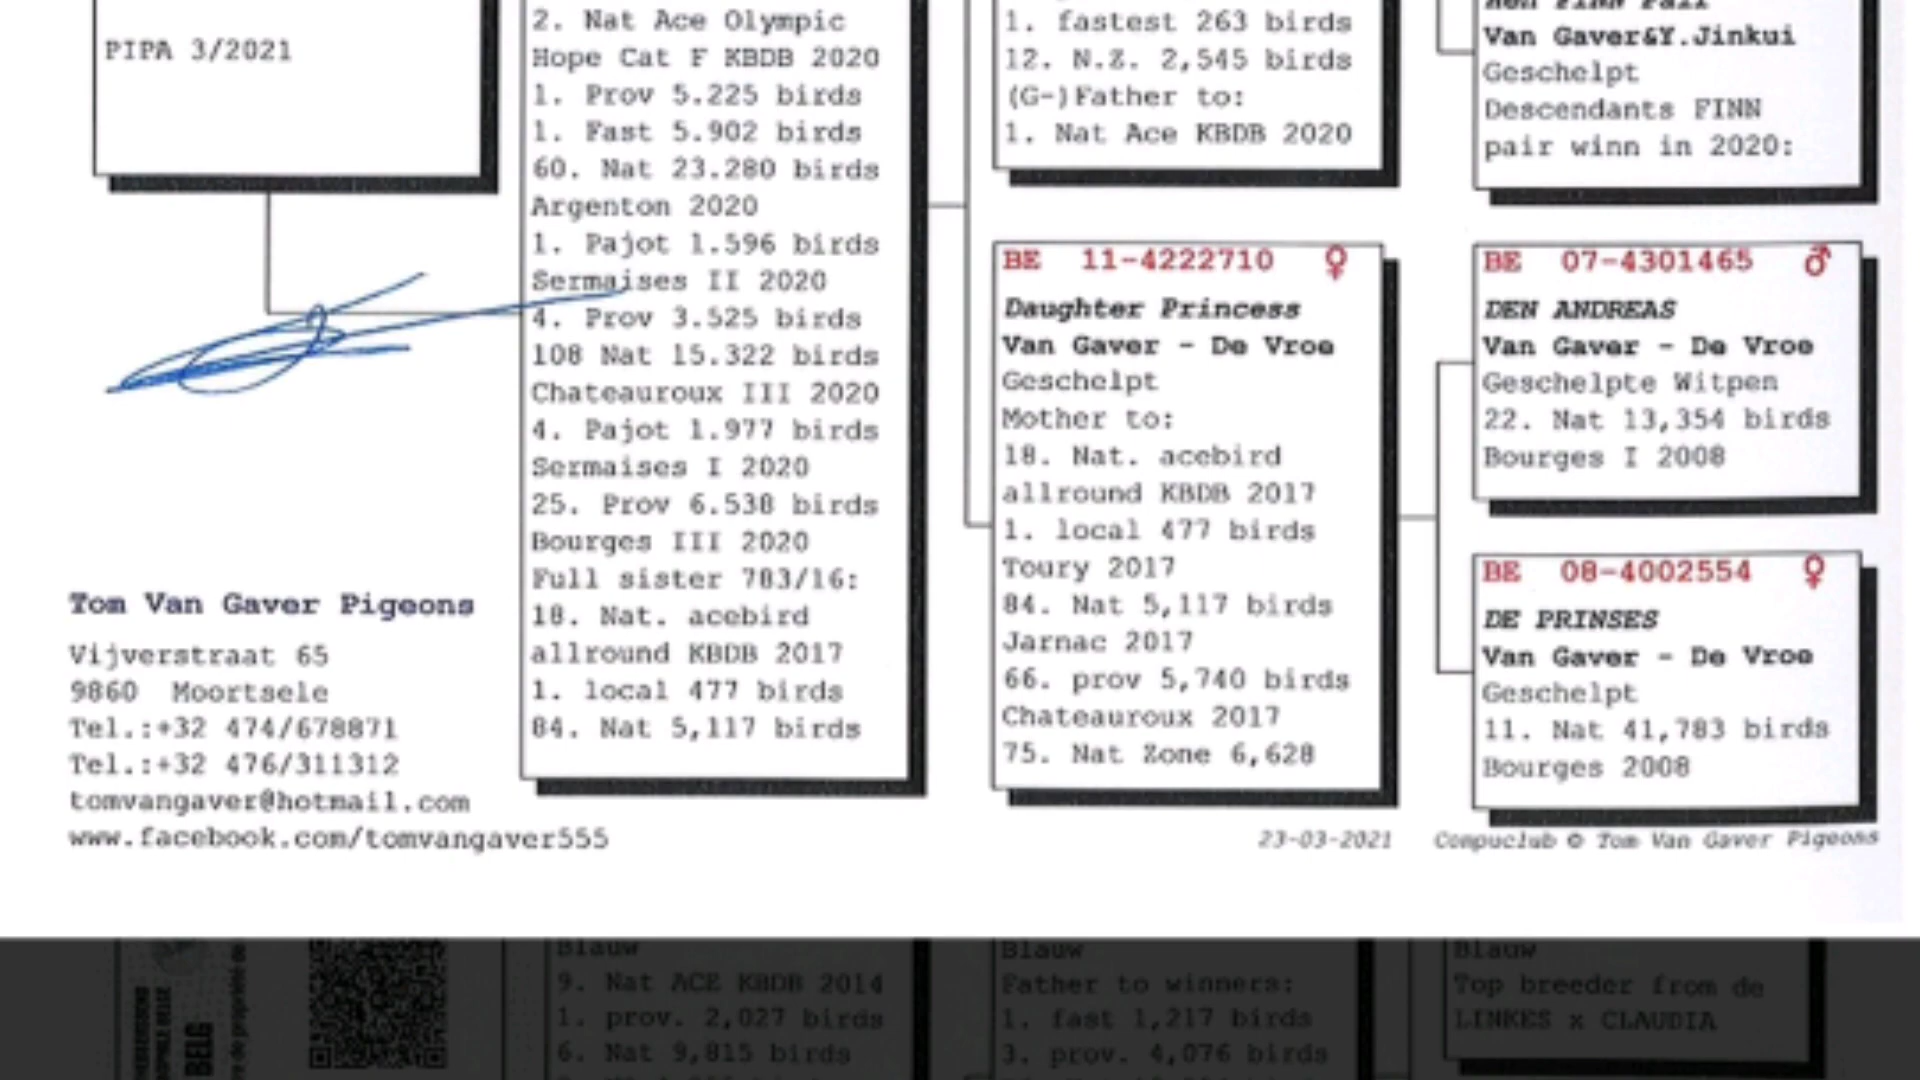 PIPA 3/2021
2. Nat Ace Olympic
Hope Cat F KBDB 2020
1. Prov 5.225 birds
1. Fast 5.902 birds
60. Nat 23.280 birds
Argenton 2020
1. Pajot 1.596 birds
Sermaises II 2020
4. Prov 3.525 birds
108 Nat 15.322 birds
Chateauroux III 2020
4. Pajot 1.977 birds
Sermaises I 2020
25. Prov 6.538 birds
Bourges III 2020
Full sister 783/16:
18. Nat. acebird
allround KBDB 2017
1. local 477 birds
84. Nat 5,117 birds
1. fastest 263 birds
12. N.Z. 2,545 birds
(G-)Father to:
1. Nat Ace KBDB 2020
BE 11-4222710 ♀
Daughter Princess
Van Gaver - De Vroe
Geschelpt
Mother to:
18. Nat. acebird
allround KBDB 2017
1. local 477 birds
Toury 2017
84. Nat 5,117 birds
Jarnac 2017
66. prov 5,740 birds
Chateauroux 2017
75. Nat Zone 6,628
Van Gaver&Y.Jinkui
Geschelpt
Descendants FINN
pair winn in 2020:
BE 07-4301465 ♂
DEN ANDREAS
Van Gaver - De Vroe
Geschelpte Witpen
22. Nat 13,354 birds
Bourges I 2008
BE 08-4002554 ♀
DE PRINSES
Van Gaver - De Vroe
Geschelpt
11. Nat 41,783 birds
Bourges 2008
Tom Van Gaver Pigeons
Vijverstraat 65
9860 Moortsele
Tel.:+32 474/678871
Tel.:+32 476/311312
tomvangaver@hotmail.com
www.facebook.com/tomvangaver555
23-03-2021 Compuclub © Tom Van Gaver Pigeons
BELG
Blauw
9. Nat ACE KBDB 2014
1. prov. 2,027 birds
6. Nat 9,815 birds
Blauw
Father to winners:
1. fast 1,217 birds
3. prov. 4,076 birds
Blauw
Top breeder from de
LINKES x CLAUDIA